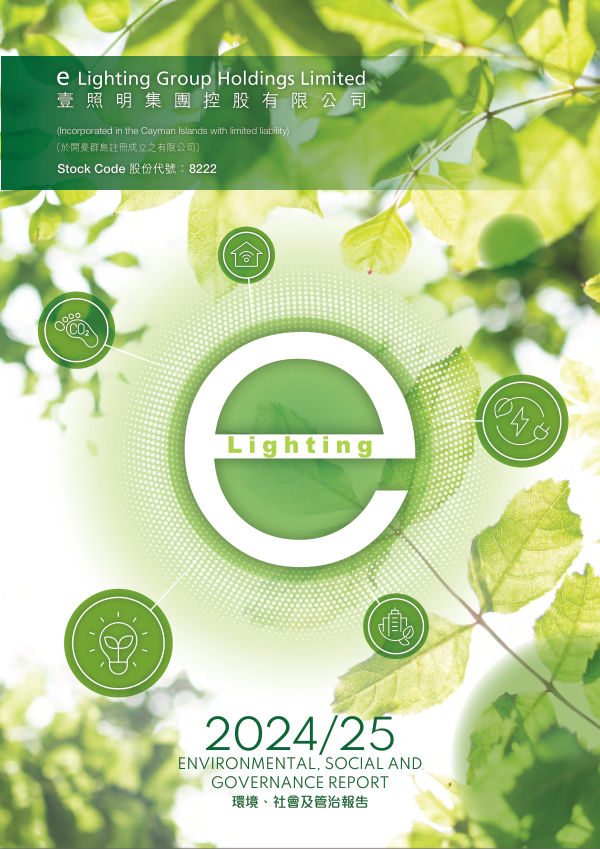 e Lighting Group Holdings Limited
壹照明集團控股有限公司
(Incorporated in the Cayman Islands with limited liability)
(於開曼群島註冊成立之有限公司)
Stock Code 股份代號：8222
CO2
Lighting
e
2024/25
ENVIRONMENTAL, SOCIAL AND
GOVERNANCE REPORT
環境、社會及管治報告